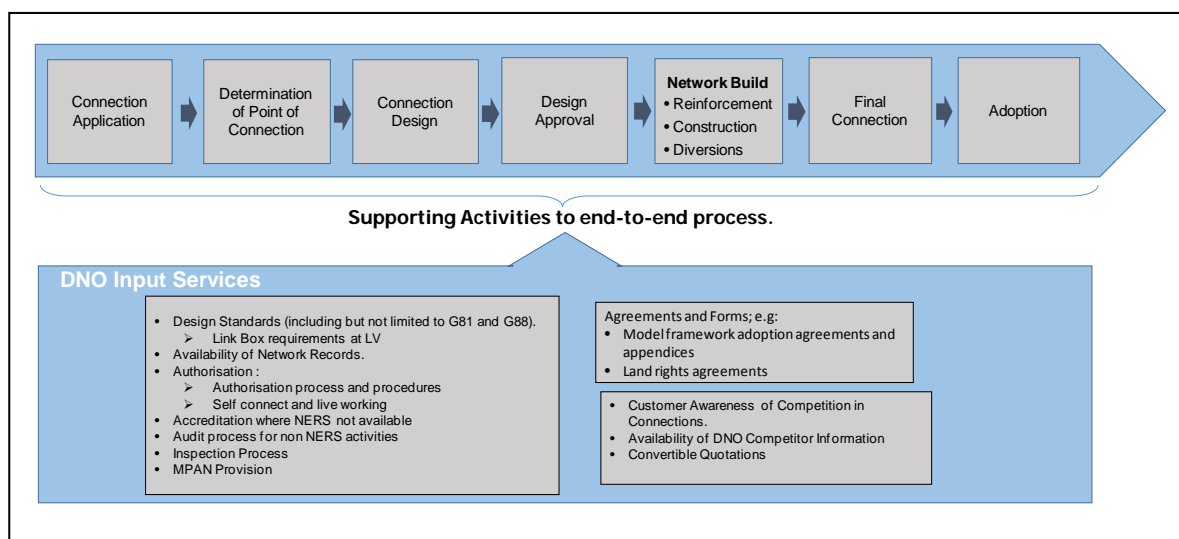 Connection
Application
Determination
of Point of
Connection
Connection
Design
Design
Approval
Network Build
• Reinforcement
• Construction
• Diversions
Final
Connection
Adoption
Supporting Activities to end-to-end process.
DNO Input Services
• Design Standards (including but not limited to G81 and G88).
➢ Link Box requirements at LV
• Availability of Network Records.
• Authorisation :
➢ Authorisation process and procedures
➢ Self connect and live working
• Accreditation where NERS not available
• Audit process for non NERS activities
• Inspection Process
• MPAN Provision
Agreements and Forms; e.g:
• Model framework adoption agreements and
appendices
• Land rights agreements
• Customer Awareness of Competition in
Connections.
• Availability of DNO Competitor Information
• Convertible Quotations